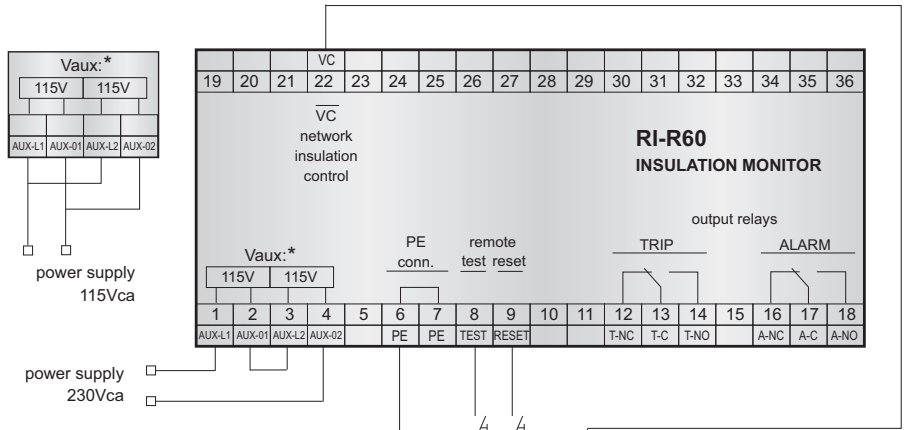 VC
19 20 21 22 23 24 25 26 27 28 29 30 31 32 33 34 35 36
Vaux:*
115V 115V
AUX-L1 AUX-01 AUX-L2 AUX-02
power supply
115Vca
VC
network
insulation
control
RI-R60
INSULATION MONITOR
output relays
Vaux:*
115V 115V
PE
conn.
remote
test reset
TRIP
ALARM
1 2 3 4 5 6 7 8 9 10 11 12 13 14 15 16 17 18
AUX-L1 AUX-01 AUX-L2 AUX-02 PE PE TEST RESET T-NC T-C T-NO A-NC A-C A-NO
power supply
230Vca